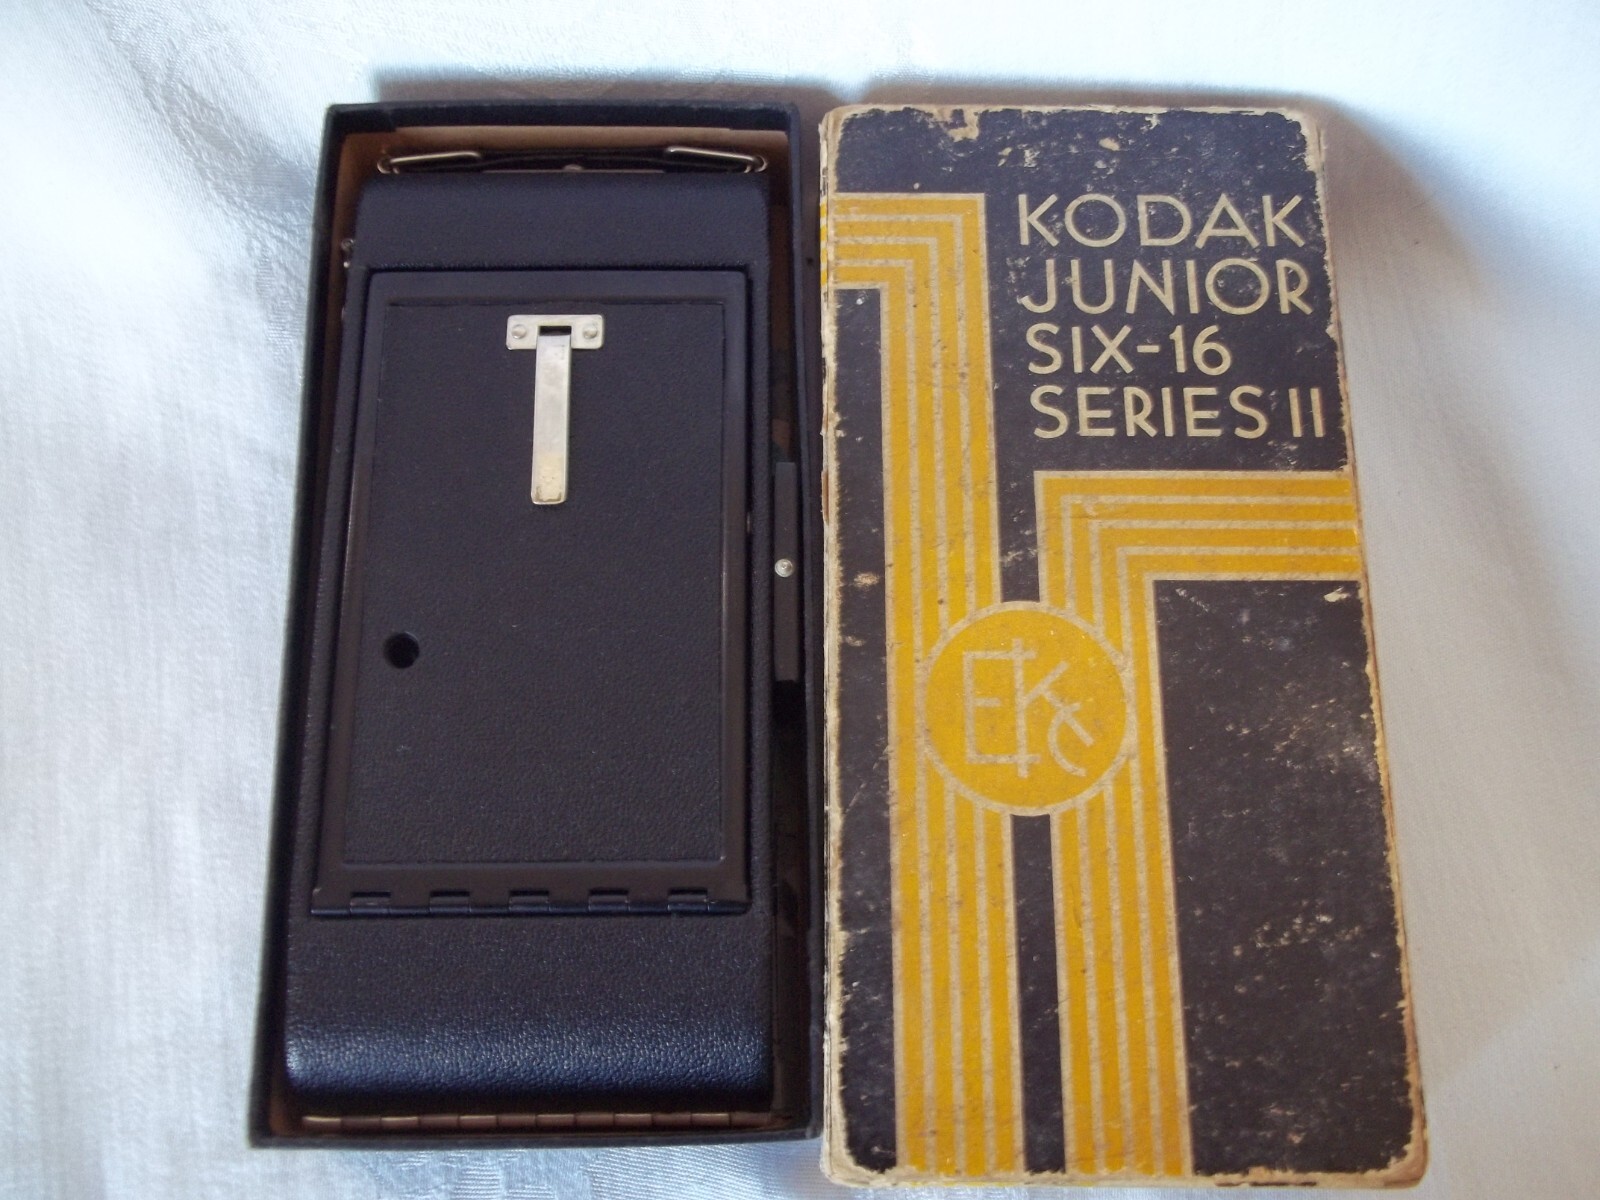 KODAK
JUNIOR
SIX-16
SERIES II
EKC